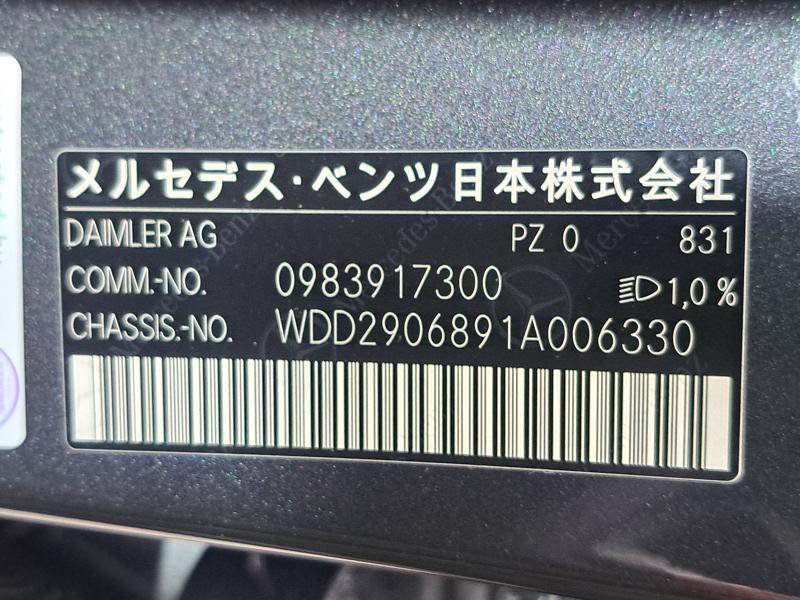 メルセデス・ベンツ日本株式会社
DAIMLER AG PZ 0 831
COMM.-NO. 0983917300 1,0 %
CHASSIS.-NO. WDD2906891A006330